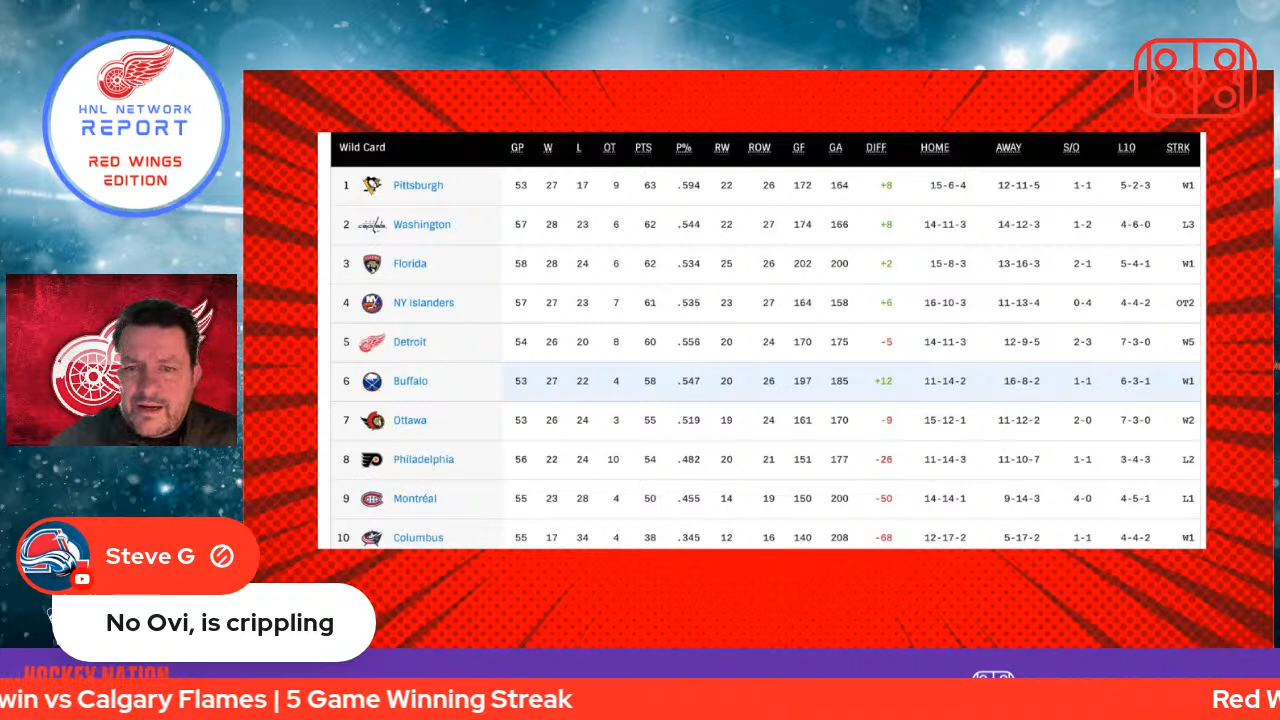 HNL NETWORK
REPORT
RED WINGS
EDITION
Wild Card GP W L OT PTS P% RW ROW GF GA DIFF HOME AWAY S/O L10 STRK
1 Pittsburgh 53 27 17 9 63 .594 22 26 172 164 +8 15-6-4 12-11-5 1-1 5-2-3 W1
2 Washington 57 28 23 6 62 .544 22 27 174 166 +8 14-11-3 14-12-3 1-2 4-6-0 L3
3 Florida 58 28 24 6 62 .534 25 26 202 200 +2 15-8-3 13-16-3 2-1 5-4-1 W1
4 NY Islanders 57 27 23 7 61 .535 23 27 164 158 +6 16-10-3 11-13-4 0-4 4-4-2 OT2
5 Detroit 54 26 20 8 60 .556 20 24 170 175 -5 14-11-3 12-9-5 2-3 7-3-0 W5
6 Buffalo 53 27 22 4 58 .547 20 26 197 185 +12 11-14-2 16-8-2 1-1 6-3-1 W1
7 Ottawa 53 26 24 3 55 .519 19 24 161 170 -9 15-12-1 11-12-2 2-0 7-3-0 W2
8 Philadelphia 56 22 24 10 54 .482 20 21 151 177 -26 11-14-3 11-10-7 1-1 3-4-3 L2
9 Montréal 55 23 28 4 50 .455 14 19 150 200 -50 14-14-1 9-14-3 4-0 4-5-1 L1
10 Columbus 55 17 34 4 38 .345 12 16 140 208 -68 12-17-2 5-17-2 1-1 4-4-2 W1
Steve G
No Ovi, is crippling
HOCKEY NATION
win vs Calgary Flames | 5 Game Winning Streak
Red W